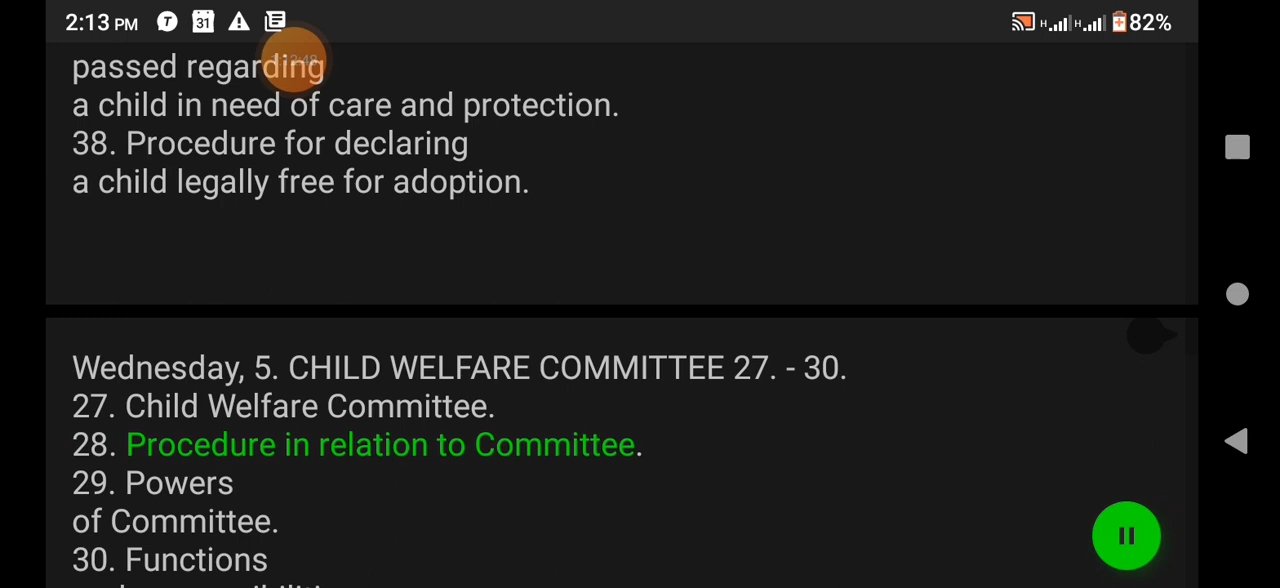 2:13 PM 31 H H 82%
passed regarding
a child in need of care and protection.
38. Procedure for declaring
a child legally free for adoption.
Wednesday, 5. CHILD WELFARE COMMITTEE 27. - 30.
27. Child Welfare Committee.
28. Procedure in relation to Committee.
29. Powers
of Committee.
30. Functions